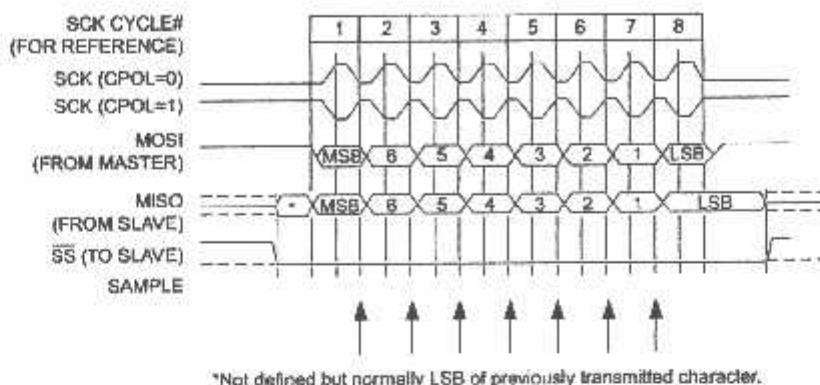 SCK CYCLE#
(FOR REFERENCE)
1 2 3 4 5 6 7 8
SCK (CPOL=0)
SCK (CPOL=1)
MOSI
(FROM MASTER)
MSB 6 5 4 3 2 1 LSB
MISO
(FROM SLAVE)
* MSB 6 5 4 3 2 1 LSB
SS (TO SLAVE)
SAMPLE
*Not defined but normally LSB of previously transmitted character.